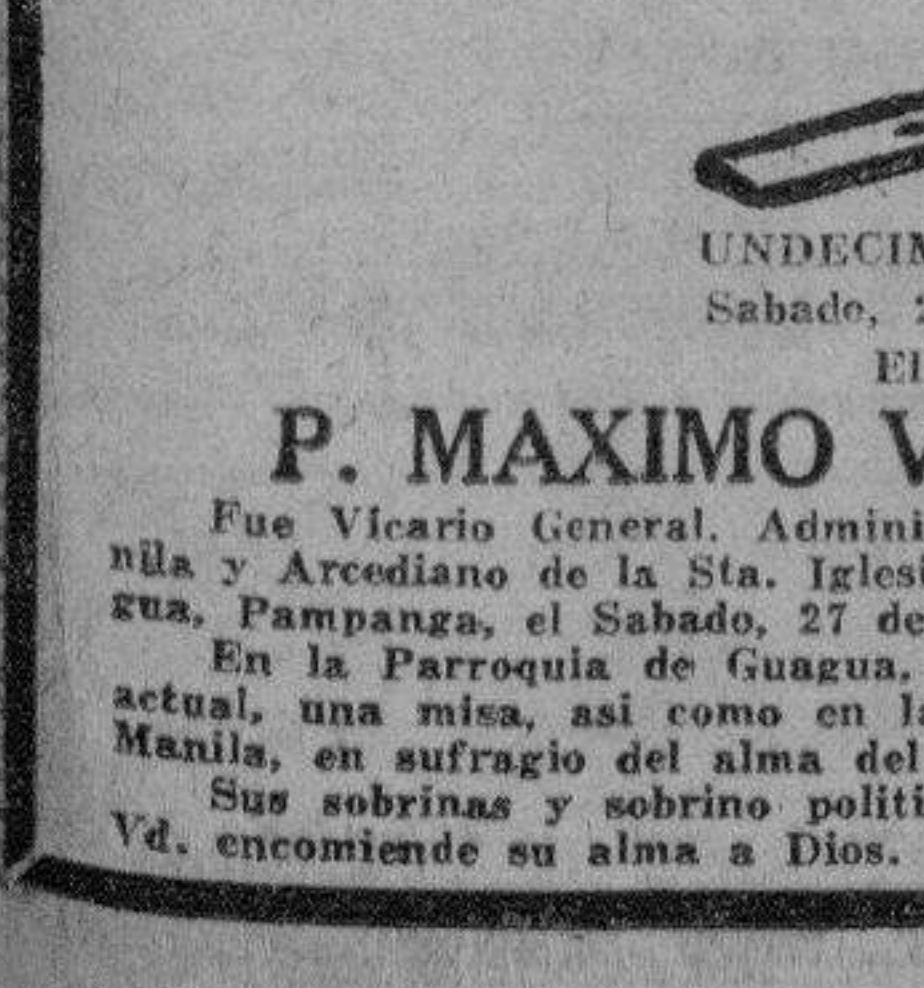 UNDECIM
Sabado, 2
El
P. MAXIMO V
Fue Vicario General. Admini
nila y Arcediano de la Sta. Iglesi
gua, Pampanga, el Sabado, 27 de
En la Parroquia de Guagua,
actual, una misa, asi como en la
Manila, en sufragio del alma del
Sus sobrinas y sobrino politi
Vd. encomiende su alma a Dios.